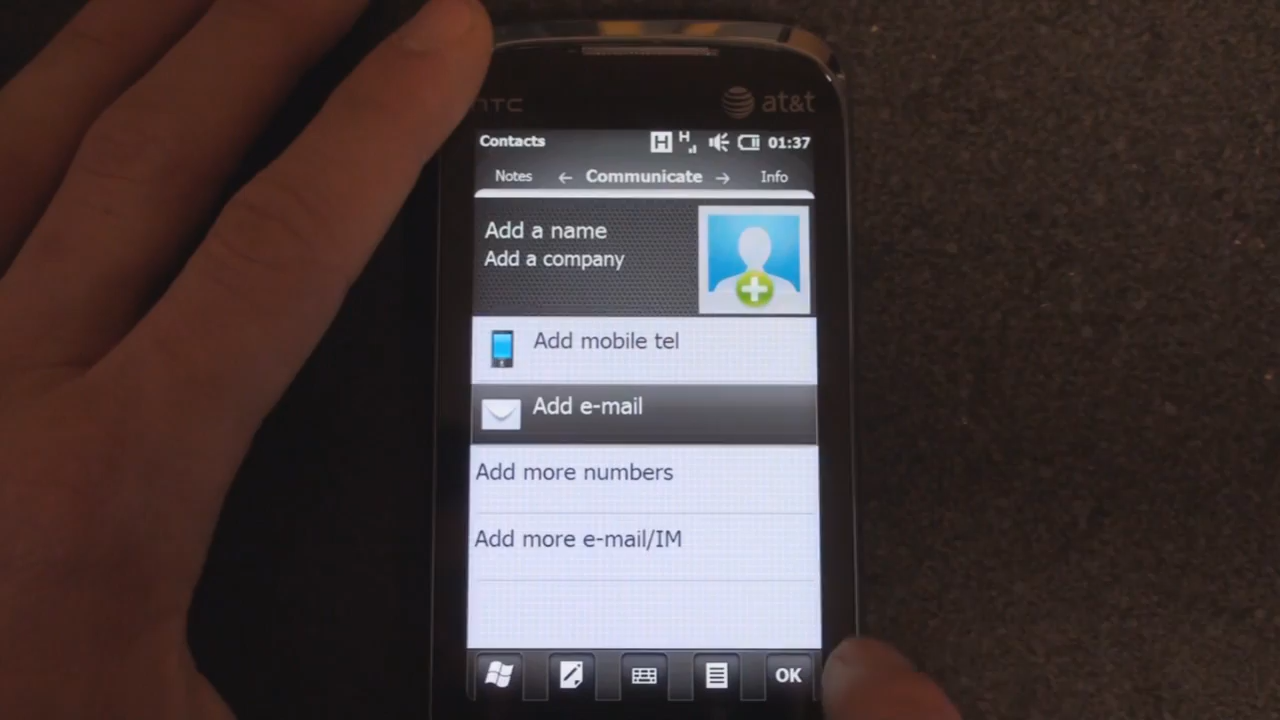 HTC at&t
Contacts H H 01:37
Notes ← Communicate → Info
Add a name
Add a company
Add mobile tel
Add e-mail
Add more numbers
Add more e-mail/IM
OK